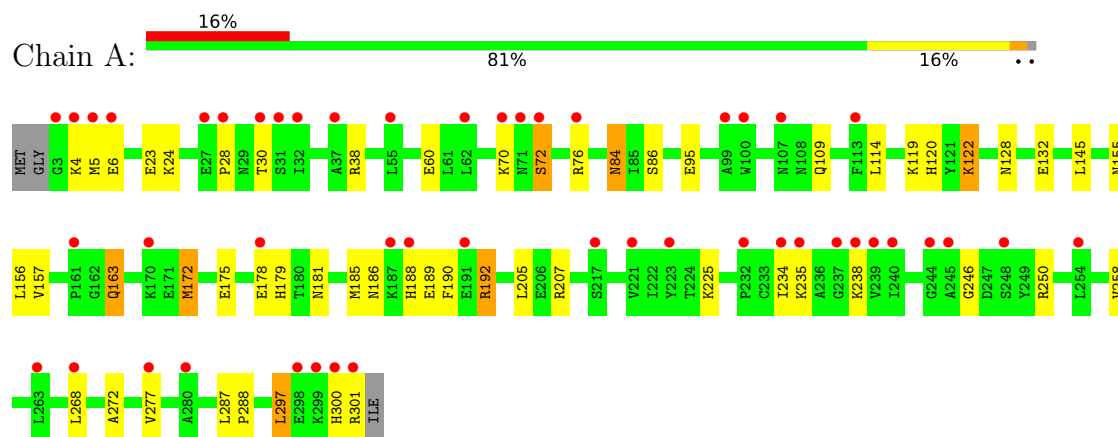 16%
Chain A:
81% 16% ••
MET GLY G3 K4 M5 E6 E23 K24 E27 P28 N29 T30 S31 I32 A37 R38 L55 E60 L61 L62 K70 N71 S72 R76 N84 I85 S86 E95 A99 W100 N107 N108 Q109 F113 L114 K119 H120 Y121 K122 N128 E132 L145 N155
L156 V157 P161 G162 Q163 K170 E171 M172 E175 E178 H179 T180 N181 M185 N186 K187 H188 E189 F190 E191 R192 L205 E206 R207 S217 V221 I222 Y223 T224 K225 P232 C233 I234 K235 A236 G237 K238 V239 I240 G244 A245 G246 D247 S248 Y249 R250 L254
L263 L268 A272 V277 A280 L287 P288 L297 E298 K299 H300 R301 ILE